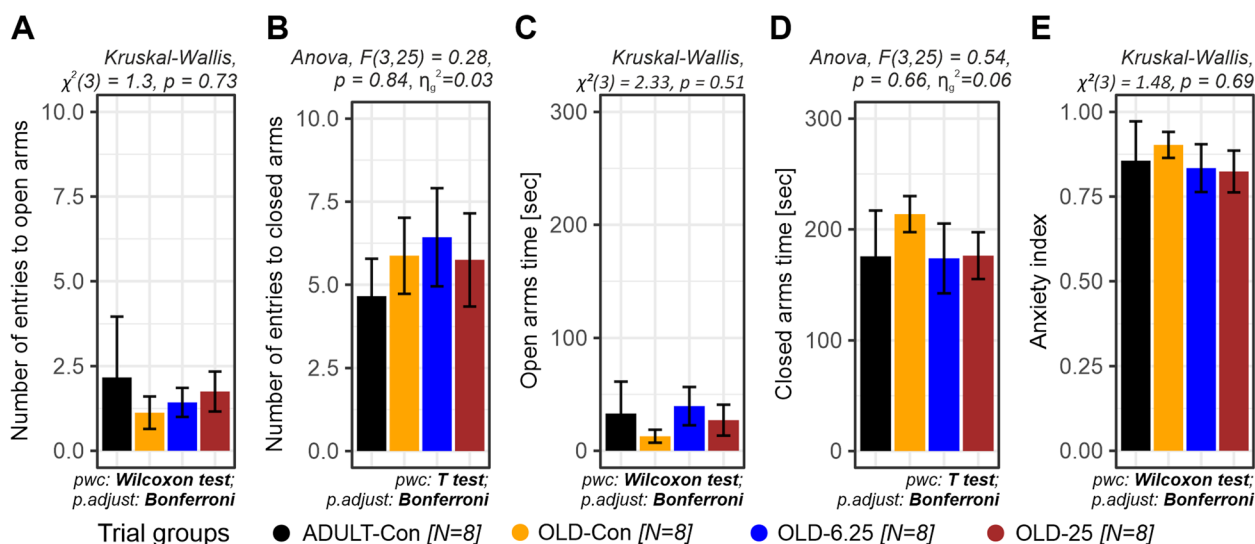 A
Kruskal-Wallis,
χ²(3) = 1.3, p = 0.73
Number of entries to open arms
10.0
7.5
5.0
2.5
0.0
pwc: Wilcoxon test;
p.adjust: Bonferroni
B
Anova, F(3,25) = 0.28,
p = 0.84, η²g=0.03
Number of entries to closed arms
10.0
7.5
5.0
2.5
0.0
pwc: T test;
p.adjust: Bonferroni
C
Kruskal-Wallis,
χ²(3) = 2.33, p = 0.51
Open arms time [sec]
300
200
100
0
pwc: Wilcoxon test;
p.adjust: Bonferroni
D
Anova, F(3,25) = 0.54,
p = 0.66, η²g=0.06
Closed arms time [sec]
300
200
100
0
pwc: T test;
p.adjust: Bonferroni
E
Kruskal-Wallis,
χ²(3) = 1.48, p = 0.69
Anxiety index
1.00
0.75
0.50
0.25
0.00
pwc: Wilcoxon test;
p.adjust: Bonferroni
Trial groups ADULT-Con [N=8] OLD-Con [N=8] OLD-6.25 [N=8] OLD-25 [N=8]